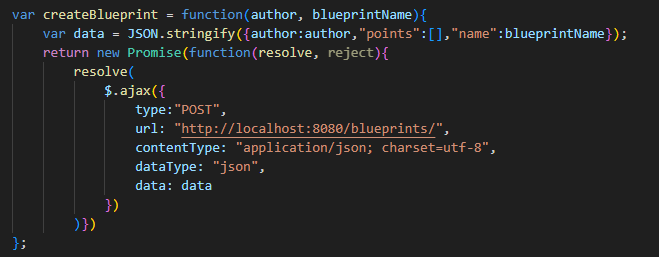 var createBlueprint = function(author, blueprintName){
    var data = JSON.stringify({author:author,"points":[],"name":blueprintName});
    return new Promise(function(resolve, reject){
        resolve(
            $.ajax({
                type:"POST",
                url: "http://localhost:8080/blueprints/",
                contentType: "application/json; charset=utf-8",
                dataType: "json",
                data: data
            })
        )})
};